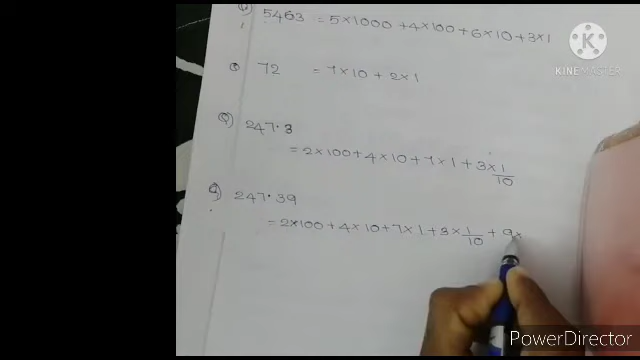 Q) 5463 = 5×1000 + 4×100 + 6×10 + 3×1
KINEMASTER
Q 72 = 7×10 + 2×1
Q) 247.3
= 2×100 + 4×10 + 7×1 + 3×1/10
Q) 247.39
= 2×100 + 4×10 + 7×1 + 3×1/10 + 9×
PowerDirector